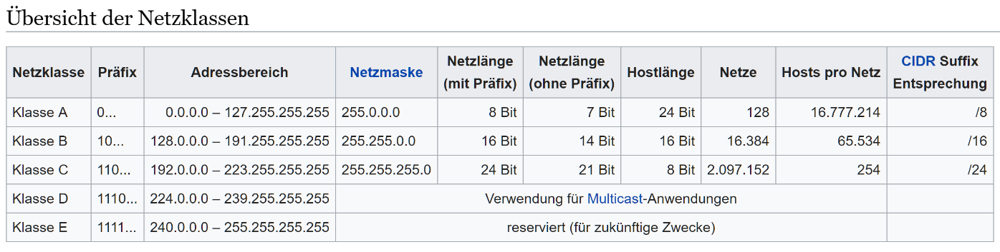 Übersicht der Netzklassen
Netzklasse Präfix Adressbereich Netzmaske Netzlänge (mit Präfix) Netzlänge (ohne Präfix) Hostlänge Netze Hosts pro Netz CIDR Suffix Entsprechung
Klasse A 0... 0.0.0.0 – 127.255.255.255 255.0.0.0 8 Bit 7 Bit 24 Bit 128 16.777.214 /8
Klasse B 10... 128.0.0.0 – 191.255.255.255 255.255.0.0 16 Bit 14 Bit 16 Bit 16.384 65.534 /16
Klasse C 110... 192.0.0.0 – 223.255.255.255 255.255.255.0 24 Bit 21 Bit 8 Bit 2.097.152 254 /24
Klasse D 1110... 224.0.0.0 – 239.255.255.255 Verwendung für Multicast-Anwendungen
Klasse E 1111... 240.0.0.0 – 255.255.255.255 reserviert (für zukünftige Zwecke)